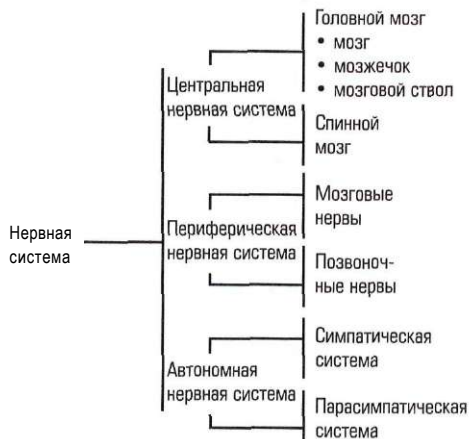 Нервная
система
Центральная
нервная система
Головной мозг
• мозг
• мозжечок
• мозговой ствол
Спинной
мозг
Периферическая
нервная система
Мозговые
нервы
Позвоноч-
ные нервы
Автономная
нервная система
Симпатическая
система
Парасимпатическая
система